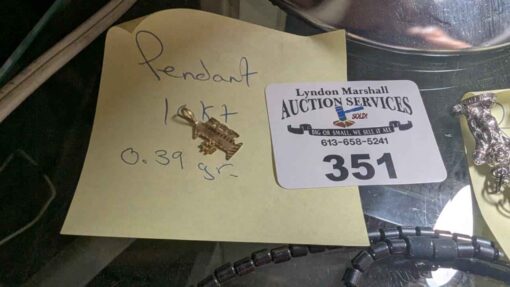 Pendant
10kt
0.39 gr.
Lyndon Marshall
AUCTION SERVICES
SOLD!
BIG OR SMALL, WE SELL IT ALL
613-658-5241
351